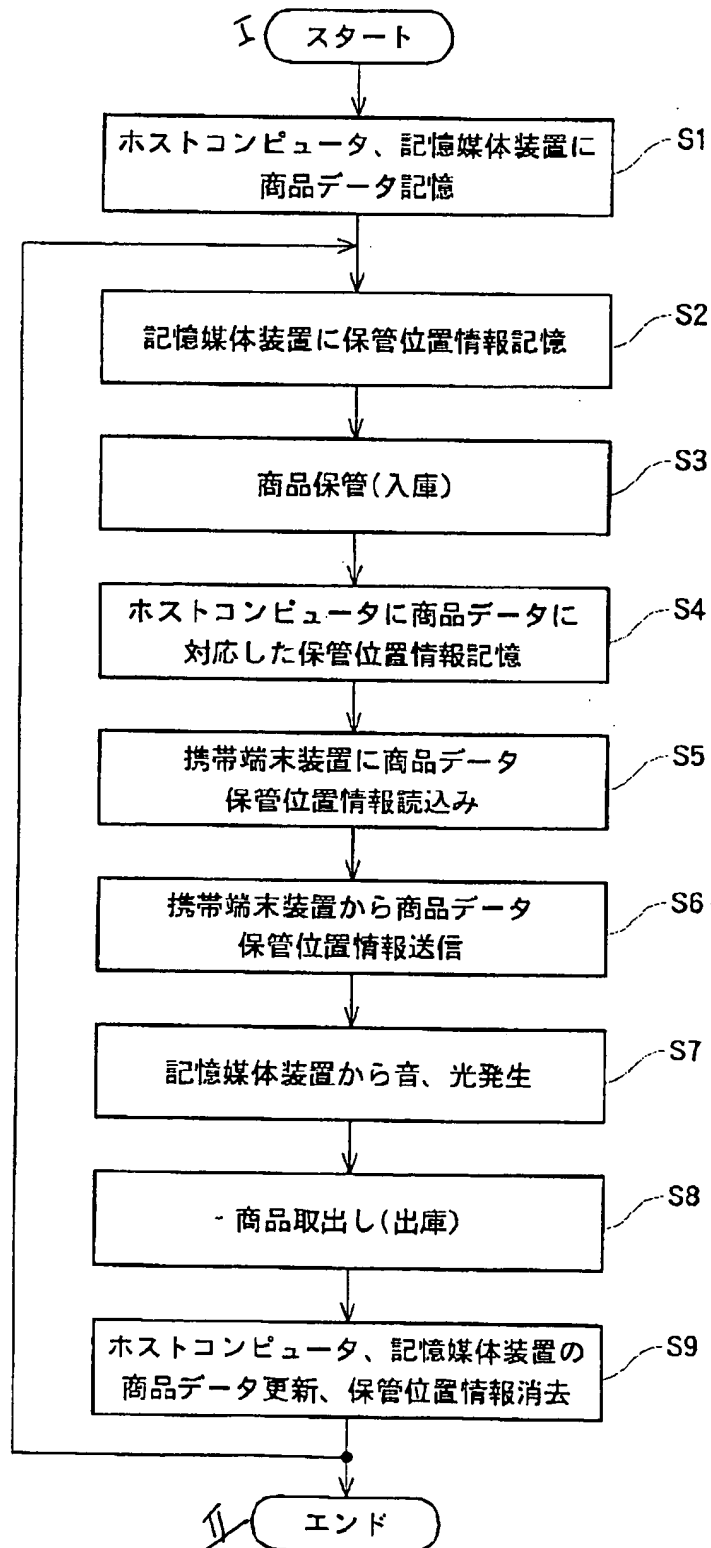 I スタート
ホストコンピュータ、記憶媒体装置に
商品データ記憶
S1
記憶媒体装置に保管位置情報記憶
S2
商品保管(入庫)
S3
ホストコンピュータに商品データに
対応した保管位置情報記憶
S4
携帯端末装置に商品データ
保管位置情報読込み
S5
携帯端末装置から商品データ
保管位置情報送信
S6
記憶媒体装置から音、光発生
S7
商品取出し(出庫)
S8
ホストコンピュータ、記憶媒体装置の
商品データ更新、保管位置情報消去
S9
II エンド